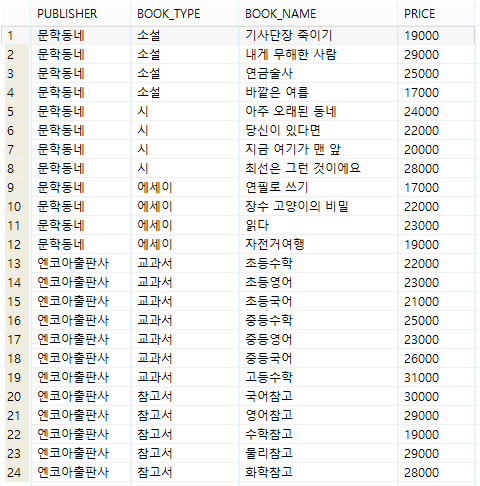 PUBLISHER BOOK_TYPE BOOK_NAME PRICE
1 문학동네 소설 기사단장 죽이기 19000
2 문학동네 소설 내게 무해한 사람 29000
3 문학동네 소설 연금술사 25000
4 문학동네 소설 바깥은 여름 17000
5 문학동네 시 아주 오래된 동네 24000
6 문학동네 시 당신이 있다면 22000
7 문학동네 시 지금 여기가 맨 앞 20000
8 문학동네 시 최선은 그런 것이에요 28000
9 문학동네 에세이 연필로 쓰기 17000
10 문학동네 에세이 장수 고양이의 비밀 22000
11 문학동네 에세이 읽다 23000
12 문학동네 에세이 자전거여행 19000
13 엔코아출판사 교과서 초등수학 22000
14 엔코아출판사 교과서 초등영어 23000
15 엔코아출판사 교과서 초등국어 21000
16 엔코아출판사 교과서 중등수학 25000
17 엔코아출판사 교과서 중등영어 23000
18 엔코아출판사 교과서 중등국어 26000
19 엔코아출판사 교과서 고등수학 31000
20 엔코아출판사 참고서 국어참고 30000
21 엔코아출판사 참고서 영어참고 29000
22 엔코아출판사 참고서 수학참고 19000
23 엔코아출판사 참고서 물리참고 29000
24 엔코아출판사 참고서 화학참고 28000